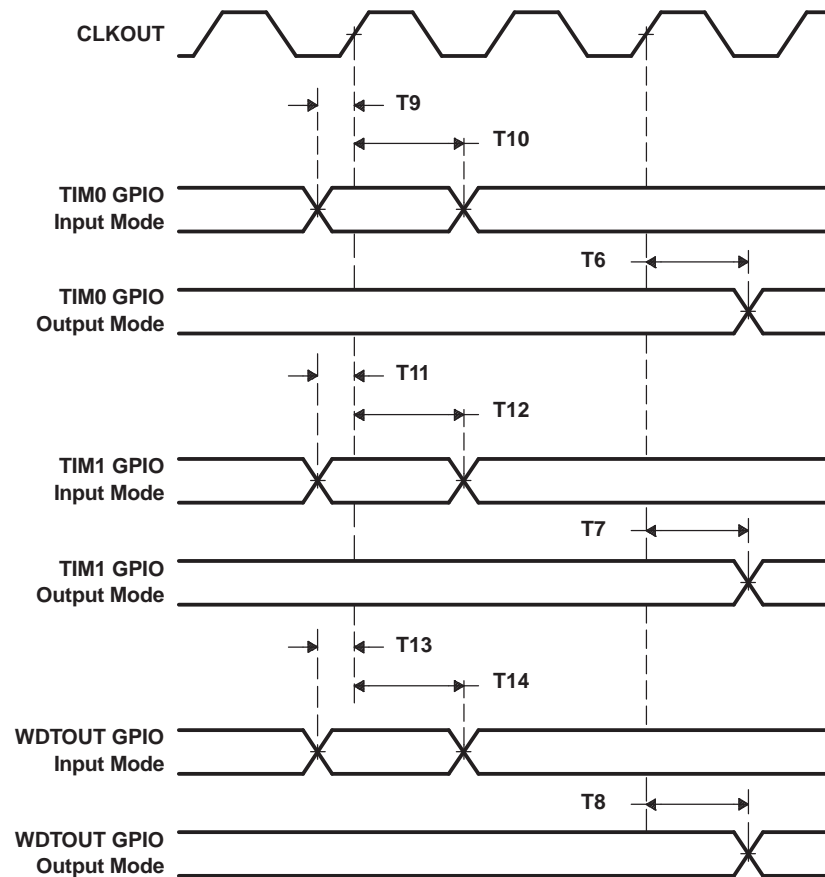 CLKOUT
T9
T10
TIM0 GPIO
Input Mode
T6
TIM0 GPIO
Output Mode
T11
T12
TIM1 GPIO
Input Mode
T7
TIM1 GPIO
Output Mode
T13
T14
WDTOUT GPIO
Input Mode
T8
WDTOUT GPIO
Output Mode